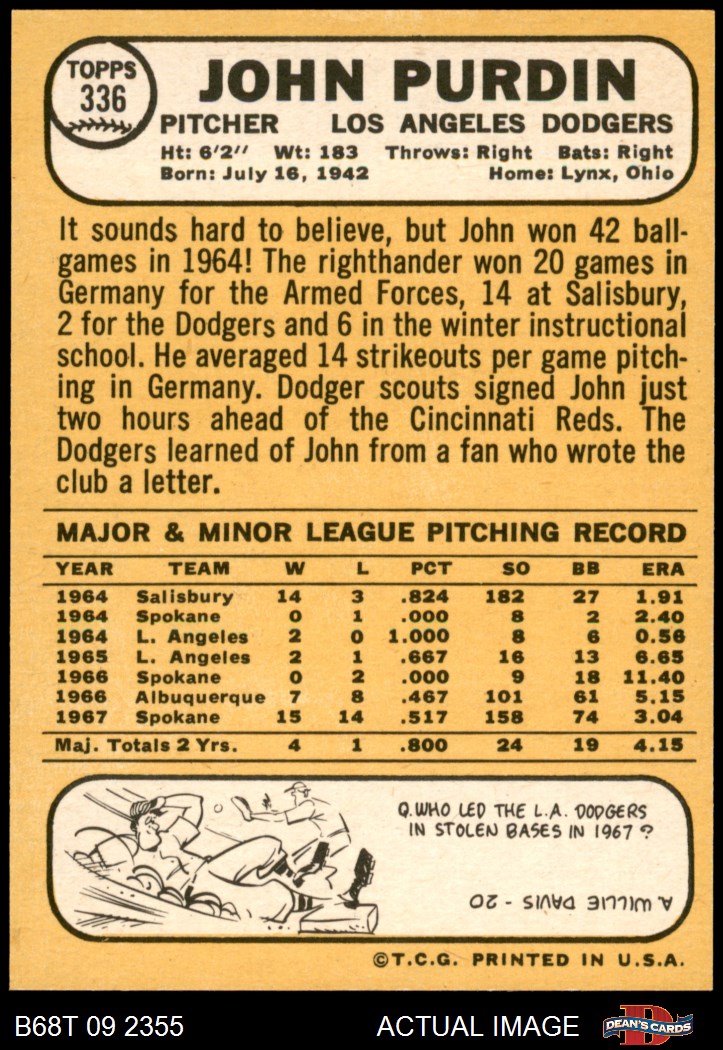 TOPPS
336
JOHN PURDIN
PITCHER LOS ANGELES DODGERS
Ht: 6'2" Wt: 183 Throws: Right Bats: Right
Born: July 16, 1942 Home: Lynx, Ohio
It sounds hard to believe, but John won 42 ball-
games in 1964! The righthander won 20 games in
Germany for the Armed Forces, 14 at Salisbury,
2 for the Dodgers and 6 in the winter instructional
school. He averaged 14 strikeouts per game pitch-
ing in Germany. Dodger scouts signed John just
two hours ahead of the Cincinnati Reds. The
Dodgers learned of John from a fan who wrote the
club a letter.
MAJOR & MINOR LEAGUE PITCHING RECORD
YEAR TEAM W L PCT SO BB ERA
1964 Salisbury 14 3 .824 182 27 1.91
1964 Spokane 0 1 .000 8 2 2.40
1964 L. Angeles 2 0 1.000 8 6 0.56
1965 L. Angeles 2 1 .667 16 13 6.65
1966 Spokane 0 2 .000 9 18 11.40
1966 Albuquerque 7 8 .467 101 61 5.15
1967 Spokane 15 14 .517 158 74 3.04
Maj. Totals 2 Yrs. 4 1 .800 24 19 4.15
Q. WHO LED THE L.A. DODGERS
IN STOLEN BASES IN 1967?
A. WILLIE DAVIS - 20
©T.C.G. PRINTED IN U.S.A.
B68T 09 2355 ACTUAL IMAGE DEAN'S CARDS